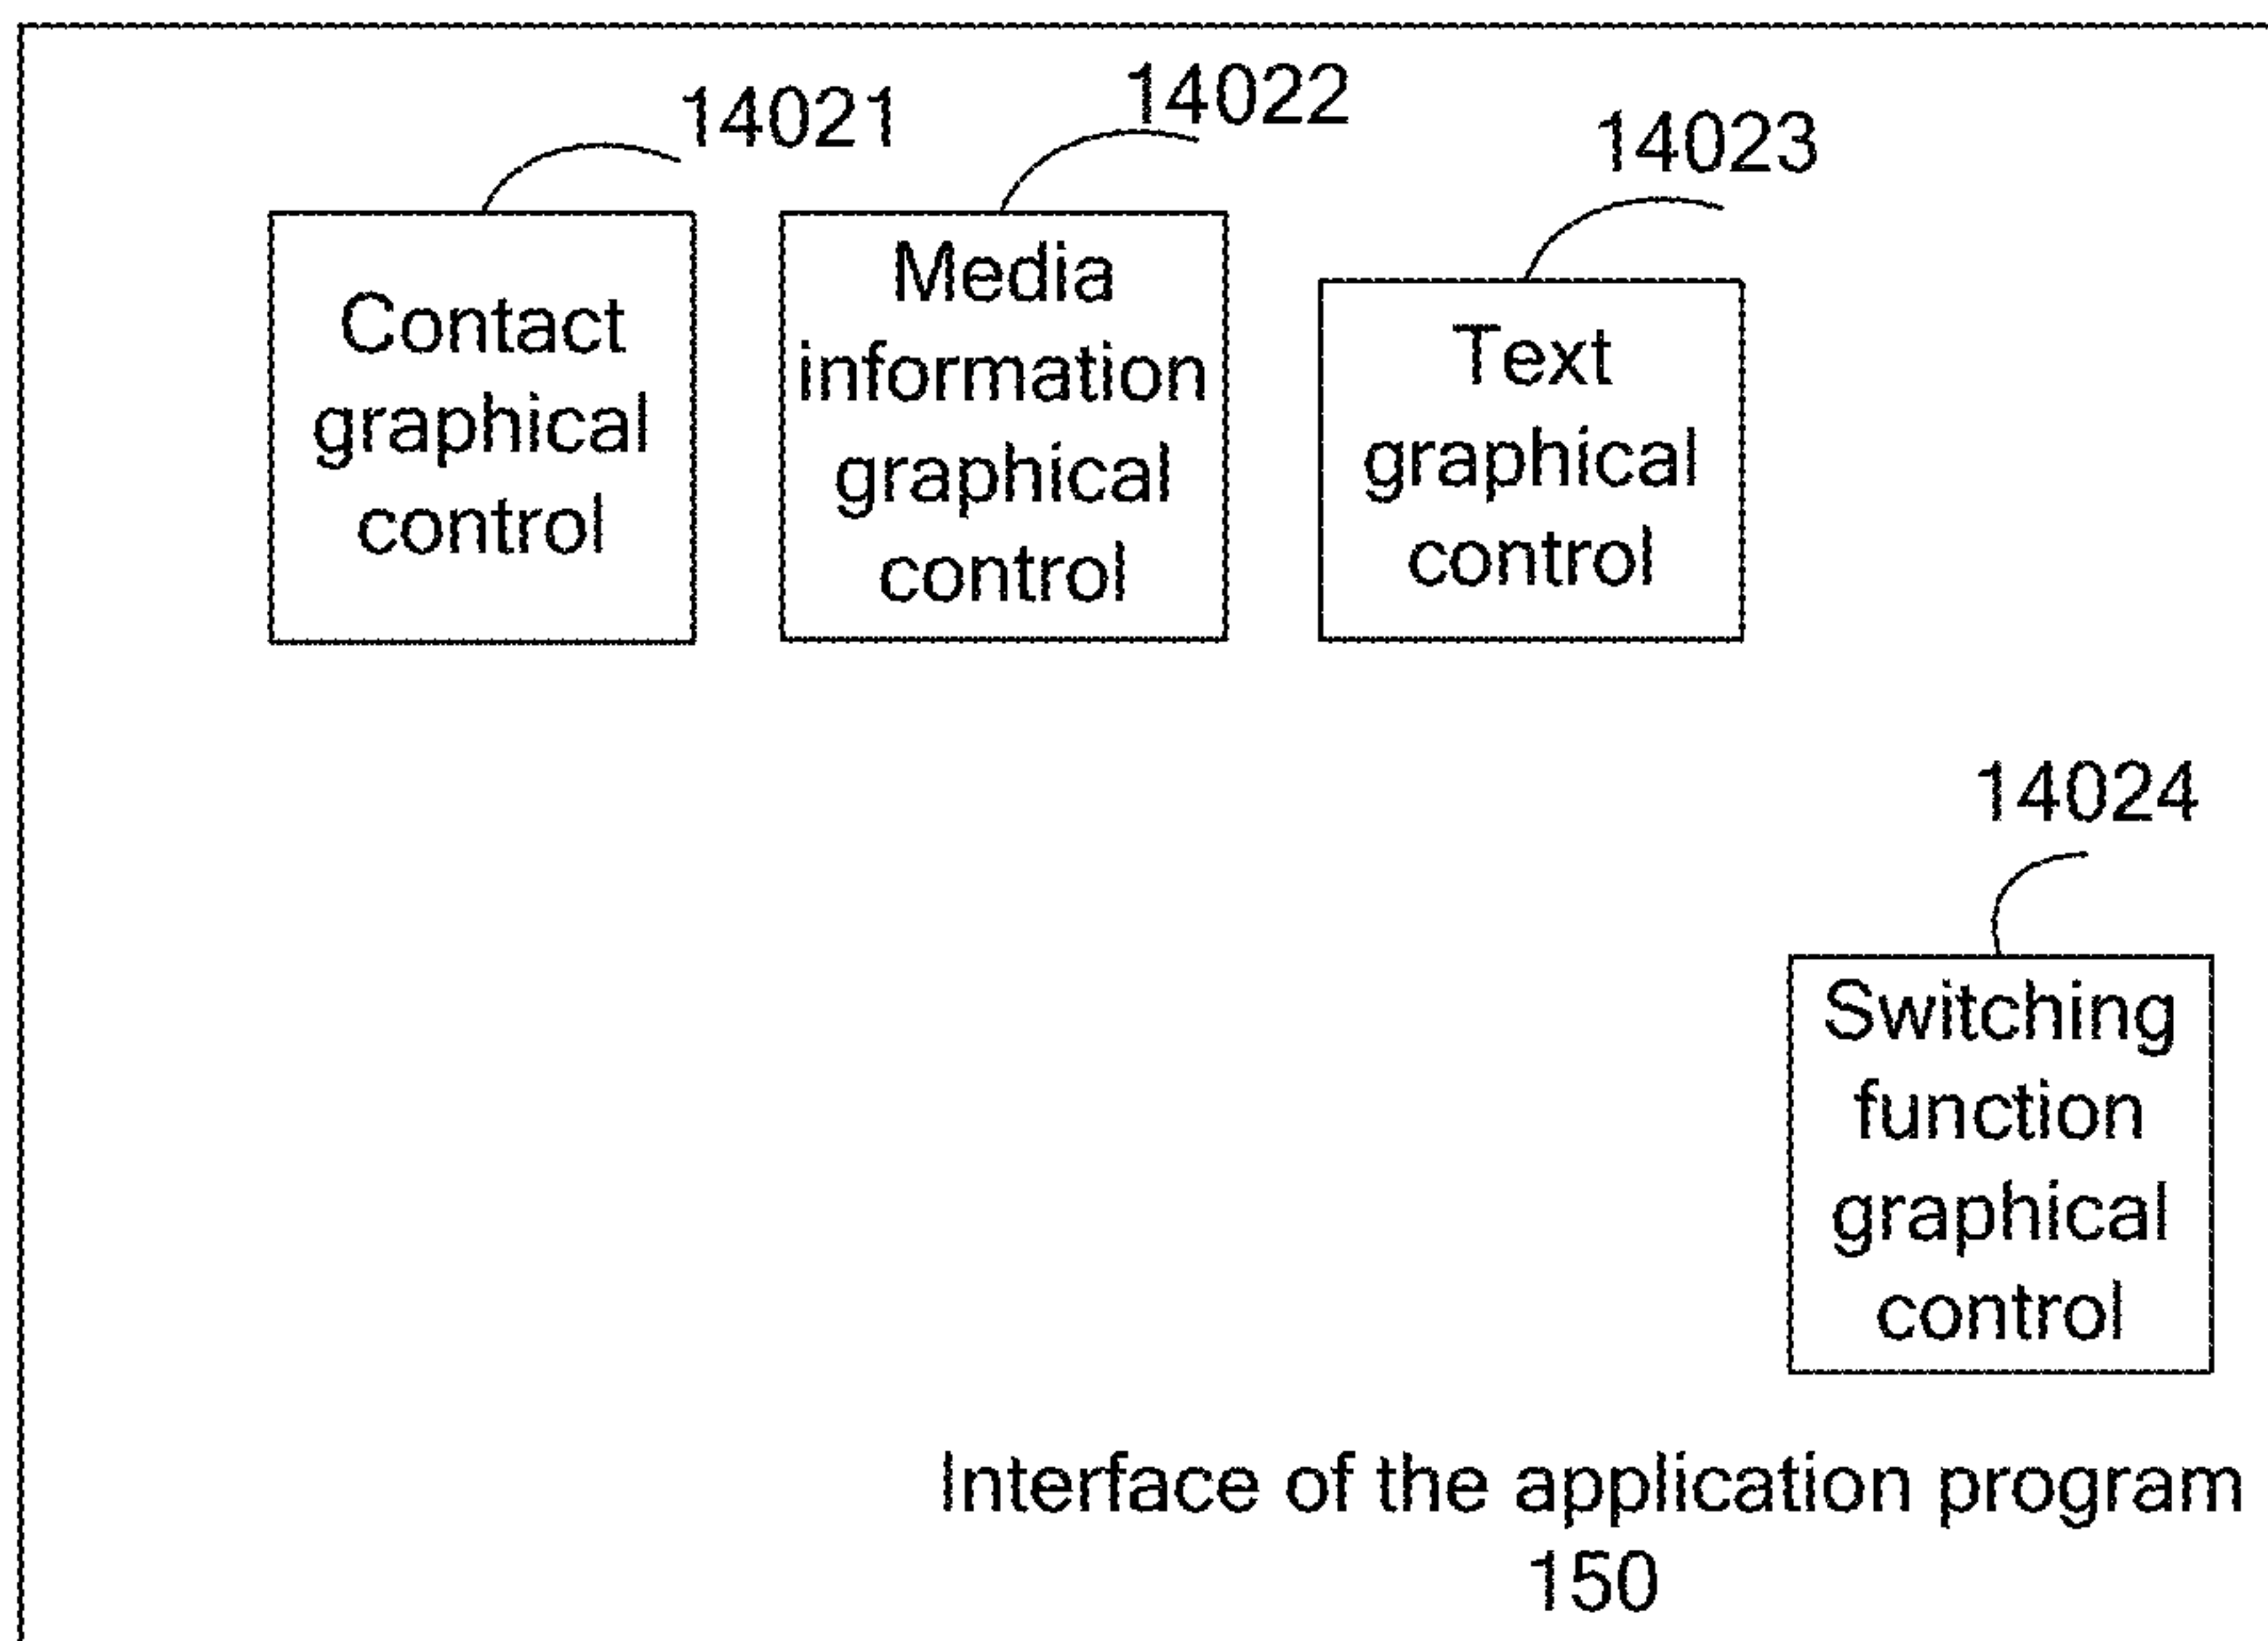 14021
14022
14023
Contact
graphical
control
Media
information
graphical
control
Text
graphical
control
14024
Switching
function
graphical
control
Interface of the application program
150